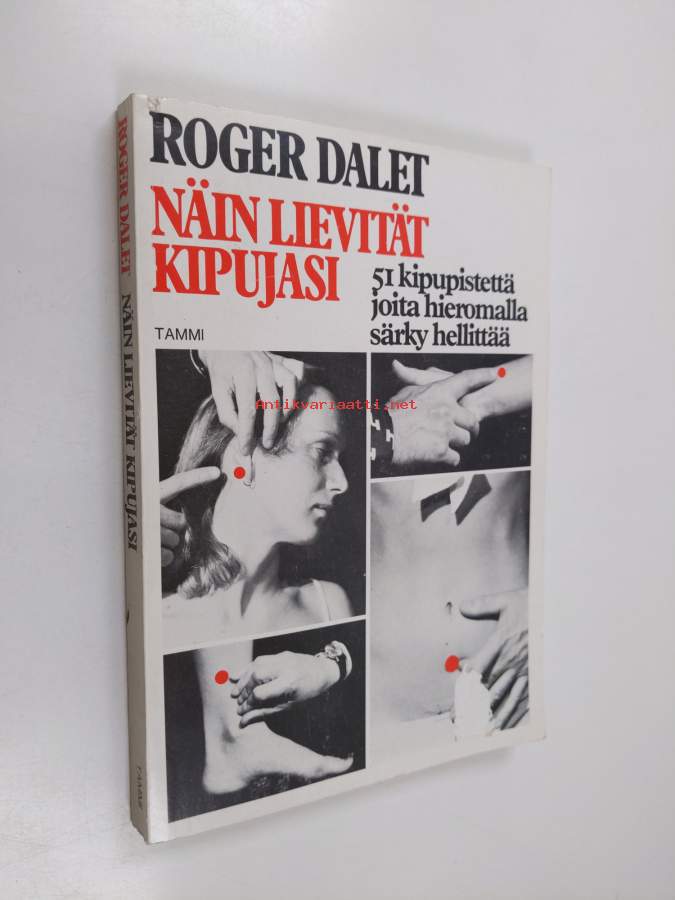 ROGER DALET
NÄIN LIEVITÄT
KIPUJASI
51 kipupistettä
joita hieromalla
särky hellittää
TAMMI
Antikvariaatti.net
ROGER DALET NÄIN LIEVITÄT KIPUJASI
TAMMI